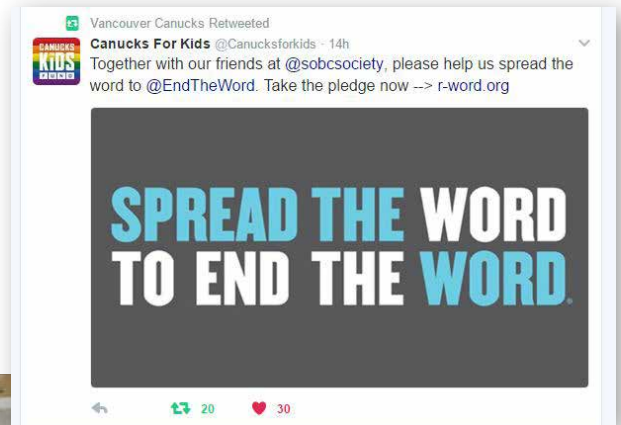 Vancouver Canucks Retweeted
Canucks For Kids @Canucksforkids · 14h
CANUCKS
KIDS
FUND
Together with our friends at @sobcsociety, please help us spread the
word to @EndTheWord. Take the pledge now --> r-word.org
SPREAD THE WORD
TO END THE WORD.
20 30